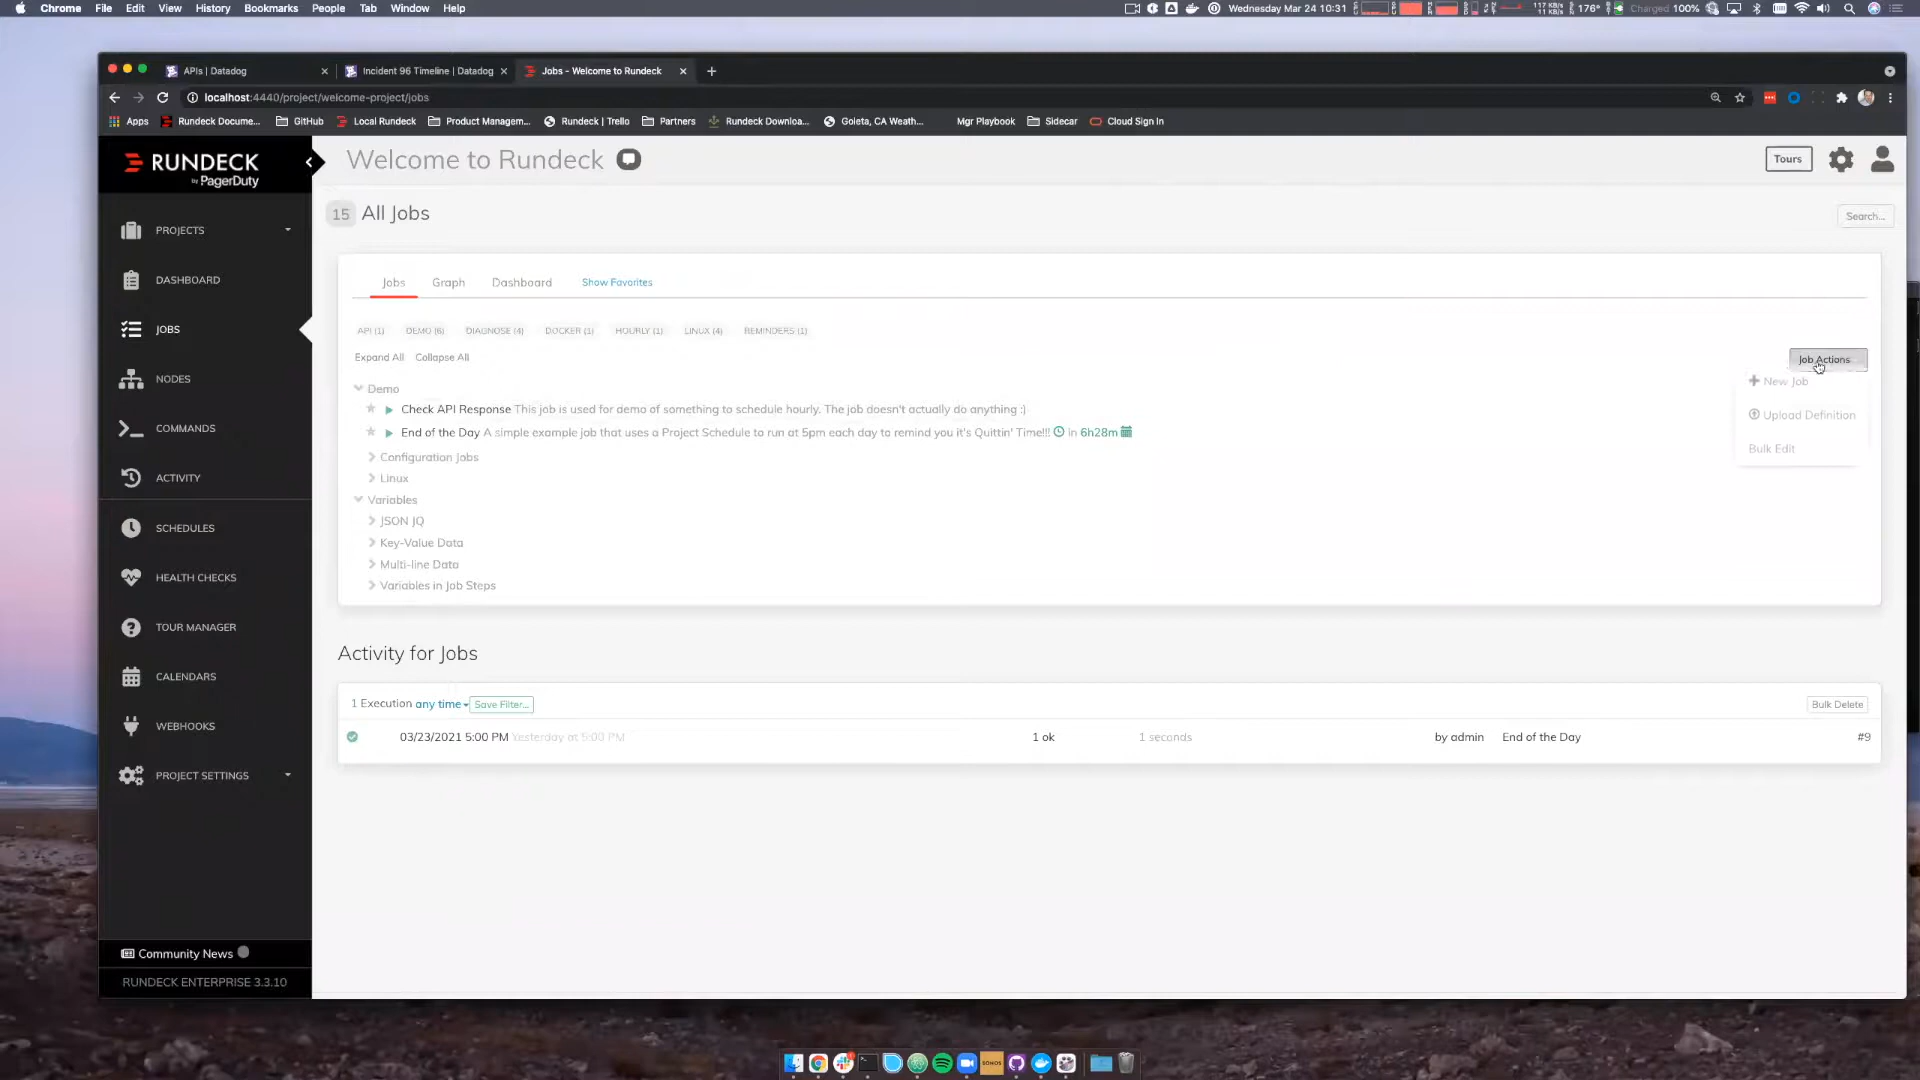 Chrome File Edit View History Bookmarks People Tab Window Help
Wednesday Mar 24 10:31
117 KB/s
11 KB/s
176°
Charged 100%
APIs | Datadog
Incident 96 Timeline | Datadog
Jobs - Welcome to Rundeck
localhost:4440/project/welcome-project/jobs
Apps
Rundeck Docume...
GitHub
Local Rundeck
Product Managem...
Rundeck | Trello
Partners
Rundeck Downloa...
Goleta, CA Weath...
Mgr Playbook
Sidecar
Cloud Sign In
RUNDECK
by PagerDuty
Welcome to Rundeck
Tours
PROJECTS
DASHBOARD
JOBS
NODES
COMMANDS
ACTIVITY
SCHEDULES
HEALTH CHECKS
TOUR MANAGER
CALENDARS
WEBHOOKS
PROJECT SETTINGS
Community News
RUNDECK ENTERPRISE 3.3.10
15 All Jobs
Search...
Jobs Graph Dashboard Show Favorites
API (1) DEMO (6) DIAGNOSE (4) DOCKER (1) HOURLY (1) LINUX (4) REMINDERS (1)
Expand All Collapse All
Job Actions
New Job
Upload Definition
Bulk Edit
Demo
Check API Response This job is used for demo of something to schedule hourly. The job doesn't actually do anything :)
End of the Day A simple example job that uses a Project Schedule to run at 5pm each day to remind you it's Quittin' Time!!! in 6h28m
Configuration Jobs
Linux
Variables
JSON JQ
Key-Value Data
Multi-line Data
Variables in Job Steps
Activity for Jobs
1 Execution any time Save Filter...
Bulk Delete
03/23/2021 5:00 PM Yesterday at 5:00 PM 1 ok 1 seconds by admin End of the Day #9
SONOS